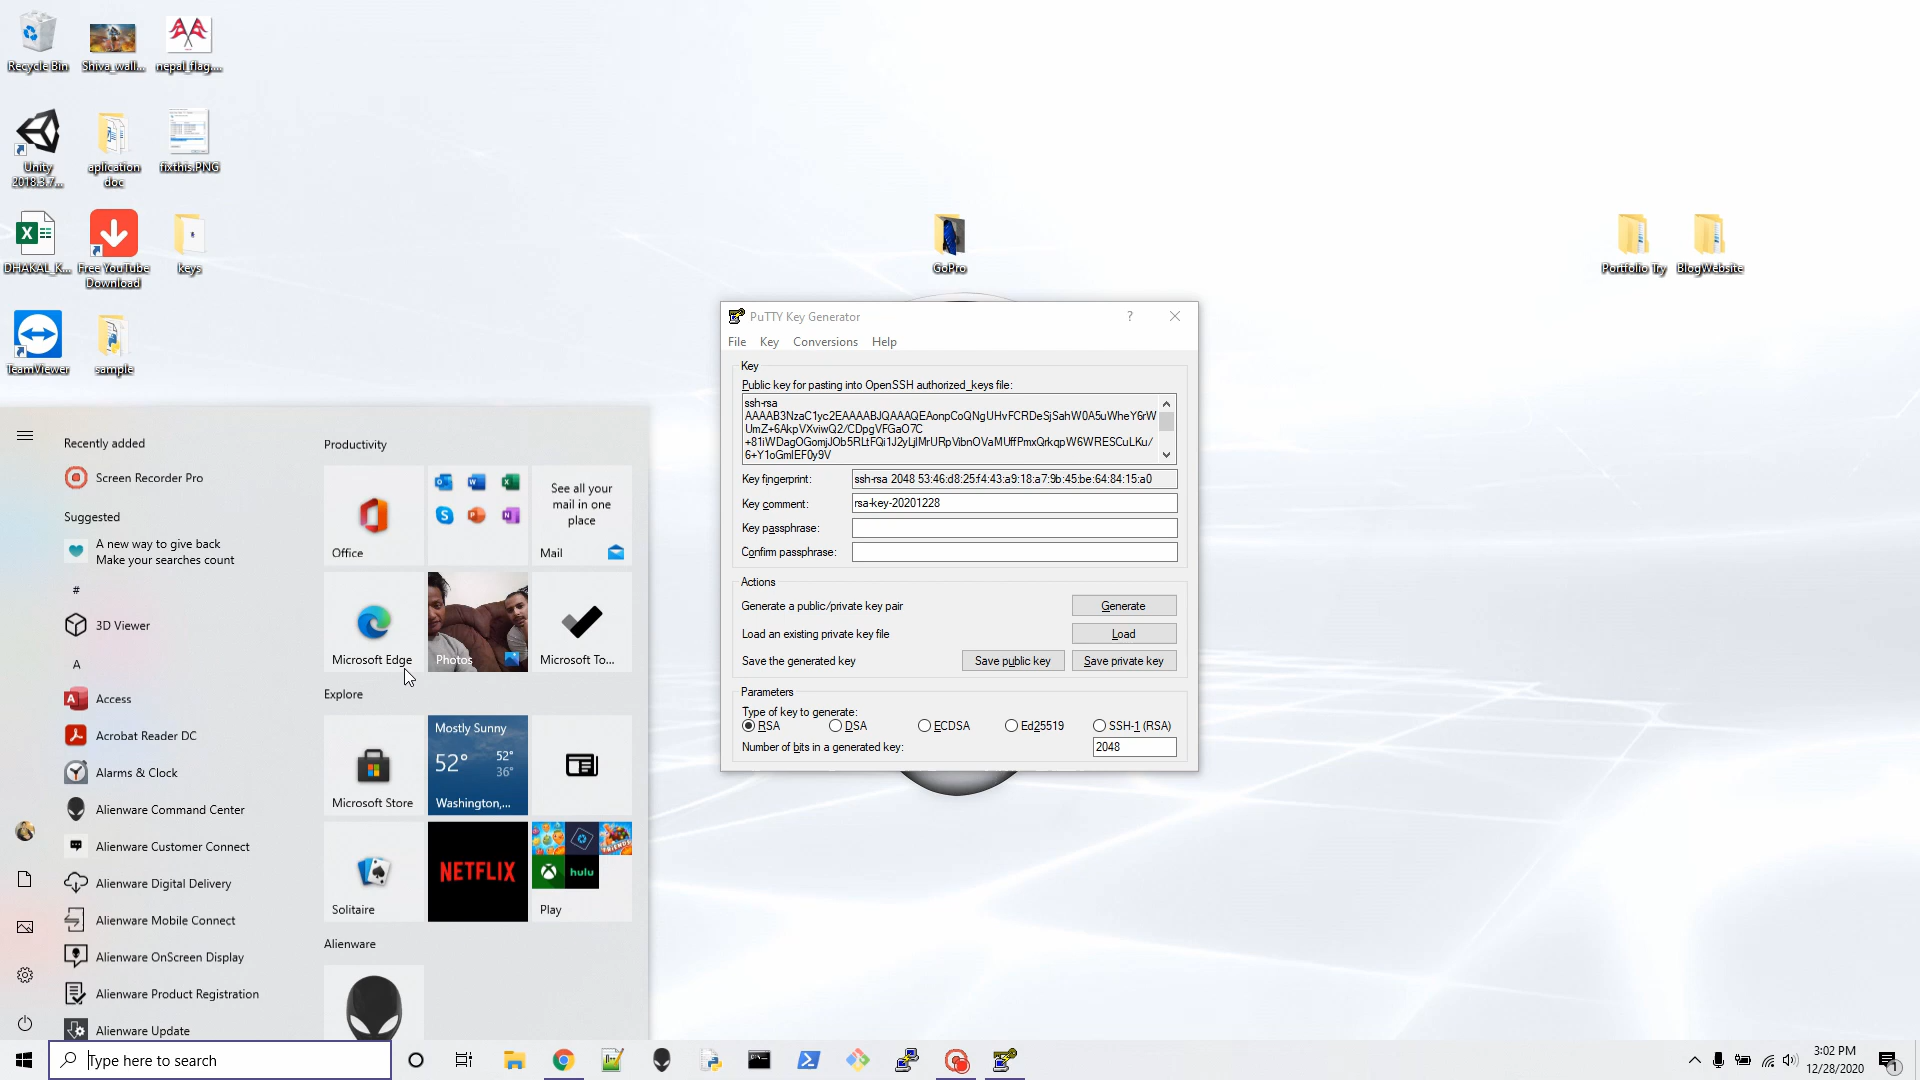 Recycle Bin
Shiva_wall...
nepal_flag....
Unity
2018.3.7...
aplication
doc
fixthis.PNG
DHAKAL_K...
Free YouTube
Download
keys
TeamViewer
sample
GoPro
Portfolio Try
BlogWebsite
PuTTY Key Generator
?
File
Key
Conversions
Help
Key
Public key for pasting into OpenSSH authorized_keys file:
ssh-rsa
Key fingerprint:
ssh-rsa 2048 53:46:d8:25:f4:43:a9:18:a7:9b:45:be:64:84:15:a0
Key comment:
rsa-key-20201228
Key passphrase:
Confirm passphrase:
Actions
Generate a public/private key pair
Generate
Load an existing private key file
Load
Save the generated key
Save public key
Save private key
Parameters
Type of key to generate:
RSA
DSA
ECDSA
Ed25519
SSH-1 (RSA)
Number of bits in a generated key:
2048
Recently added
Screen Recorder Pro
Suggested
A new way to give back
Make your searches count
#
3D Viewer
A
Access
Acrobat Reader DC
Alarms & Clock
Alienware Command Center
Alienware Customer Connect
Alienware Digital Delivery
Alienware Mobile Connect
Alienware OnScreen Display
Alienware Product Registration
Alienware Update
Productivity
Office
See all your
mail in one
place
Mail
Microsoft Edge
Photos
Microsoft To...
Explore
Microsoft Store
Mostly Sunny
52°
52°
36°
Washington,...
Solitaire
NETFLIX
hulu
Play
Alienware
Type here to search
3:02 PM
12/28/2020
1